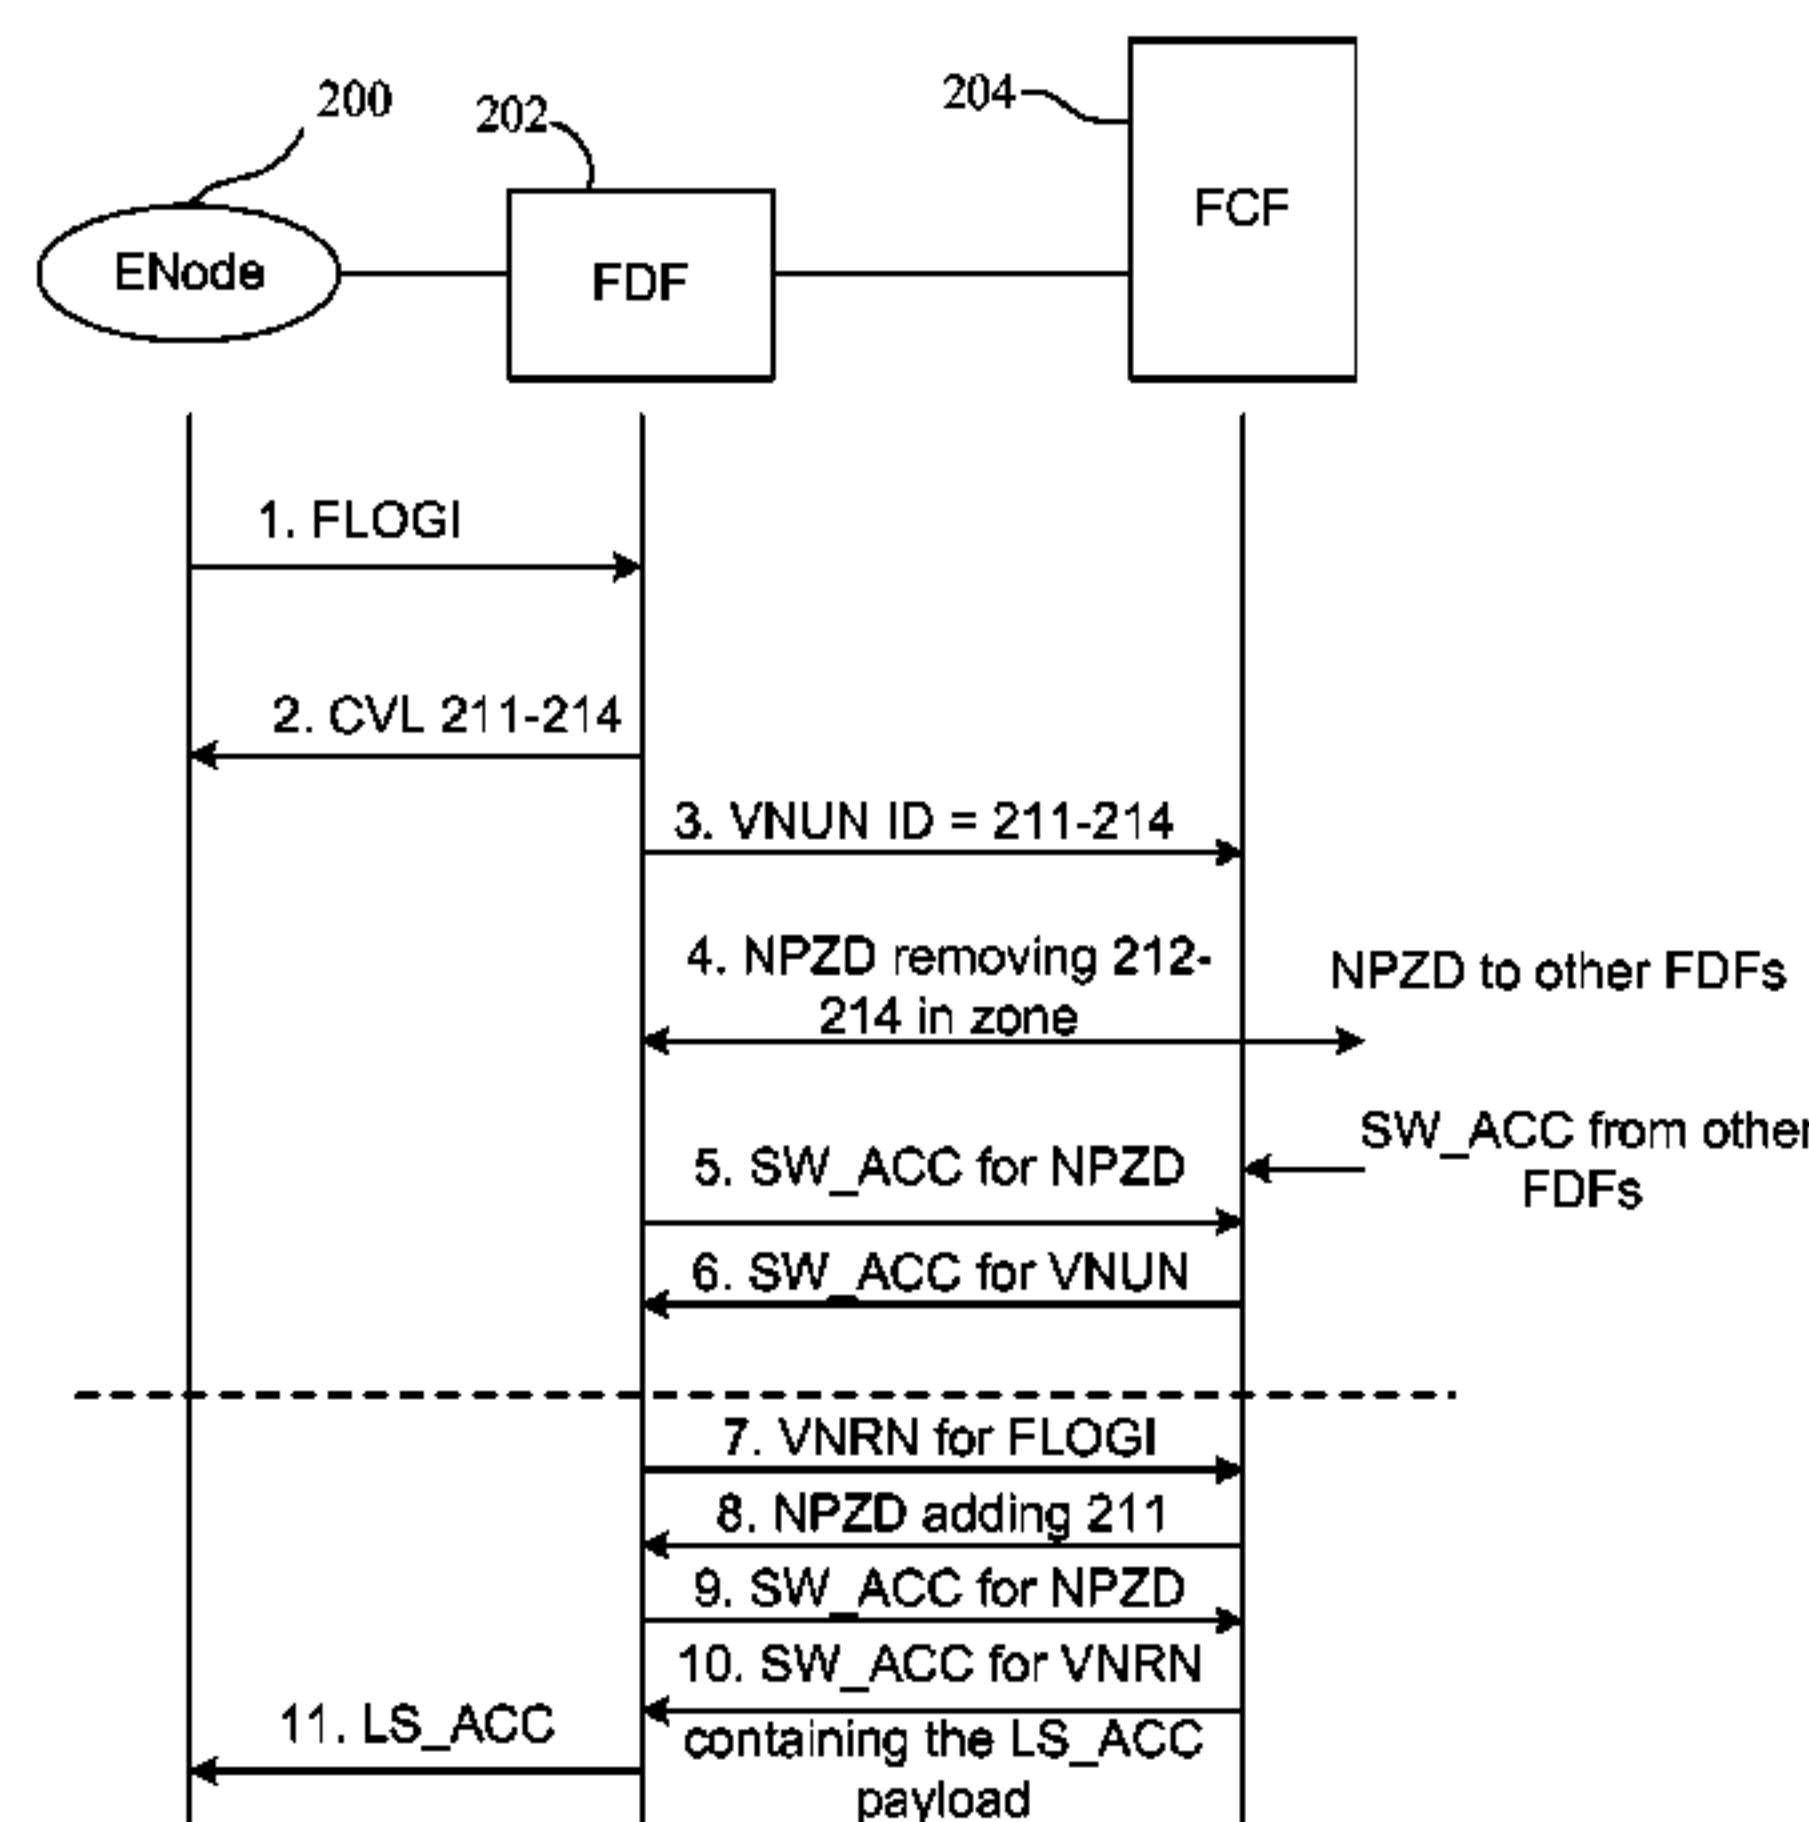 200
202
204
ENode
FDF
FCF
1. FLOGI
2. CVL 211-214
3. VNUN ID = 211-214
4. NPZD removing 212-
214 in zone
NPZD to other FDFs
5. SW_ACC for NPZD
SW_ACC from other
FDFs
6. SW_ACC for VNUN
7. VNRN for FLOGI
8. NPZD adding 211
9. SW_ACC for NPZD
10. SW_ACC for VNRN
containing the LS_ACC
payload
11. LS_ACC